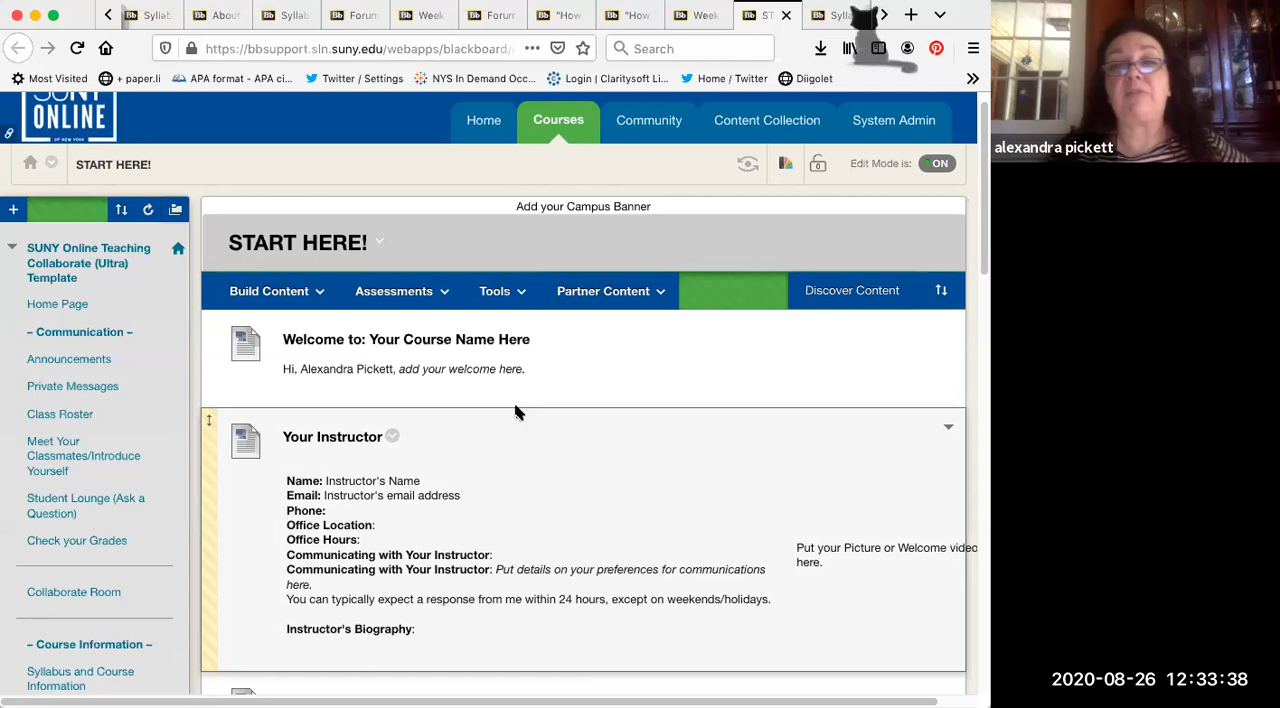 Syllab
About
Syllab
Forum
Week
Forum
"How
"How
Week
ST
Sylla
https://bbsupport.sln.suny.edu/webapps/blackboard/
Search
Most Visited
+ paper.li
APA format - APA ci...
Twitter / Settings
NYS In Demand Occ...
Login | Claritysoft Li...
Home / Twitter
Diigolet
SUNY
ONLINE
OF NEW YORK
Home
Courses
Community
Content Collection
System Admin
START HERE!
Edit Mode is:
ON
Add your Campus Banner
START HERE!
Build Content
Assessments
Tools
Partner Content
Discover Content
SUNY Online Teaching
Collaborate (Ultra)
Template
Home Page
– Communication –
Announcements
Private Messages
Class Roster
Meet Your
Classmates/Introduce
Yourself
Student Lounge (Ask a
Question)
Check your Grades
Collaborate Room
– Course Information –
Syllabus and Course
Information
Welcome to: Your Course Name Here
Hi, Alexandra Pickett, add your welcome here.
Your Instructor
Name: Instructor's Name
Email: Instructor's email address
Phone:
Office Location:
Office Hours:
Communicating with Your Instructor:
Communicating with Your Instructor: Put details on your preferences for communications
here.
You can typically expect a response from me within 24 hours, except on weekends/holidays.
Instructor's Biography:
Put your Picture or Welcome video
here.
alexandra pickett
2020-08-26 12:33:38